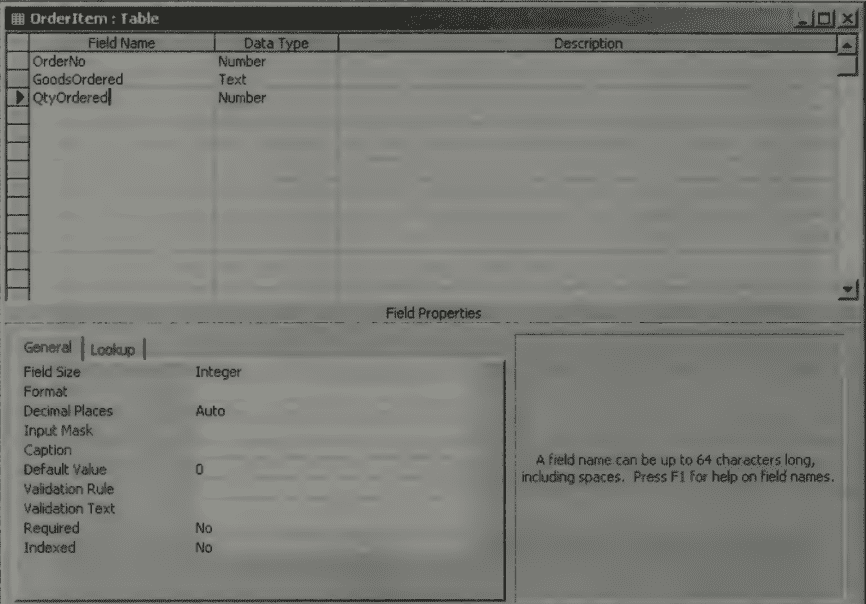 OrderItem : Table
Field Name Data Type Description
OrderNo Number
GoodsOrdered Text
QtyOrdered Number
Field Properties
General Lookup
Field Size Integer
Format
Decimal Places Auto
Input Mask
Caption
Default Value 0
Validation Rule
Validation Text
Required No
Indexed No
A field name can be up to 64 characters long,
including spaces. Press F1 for help on field names.